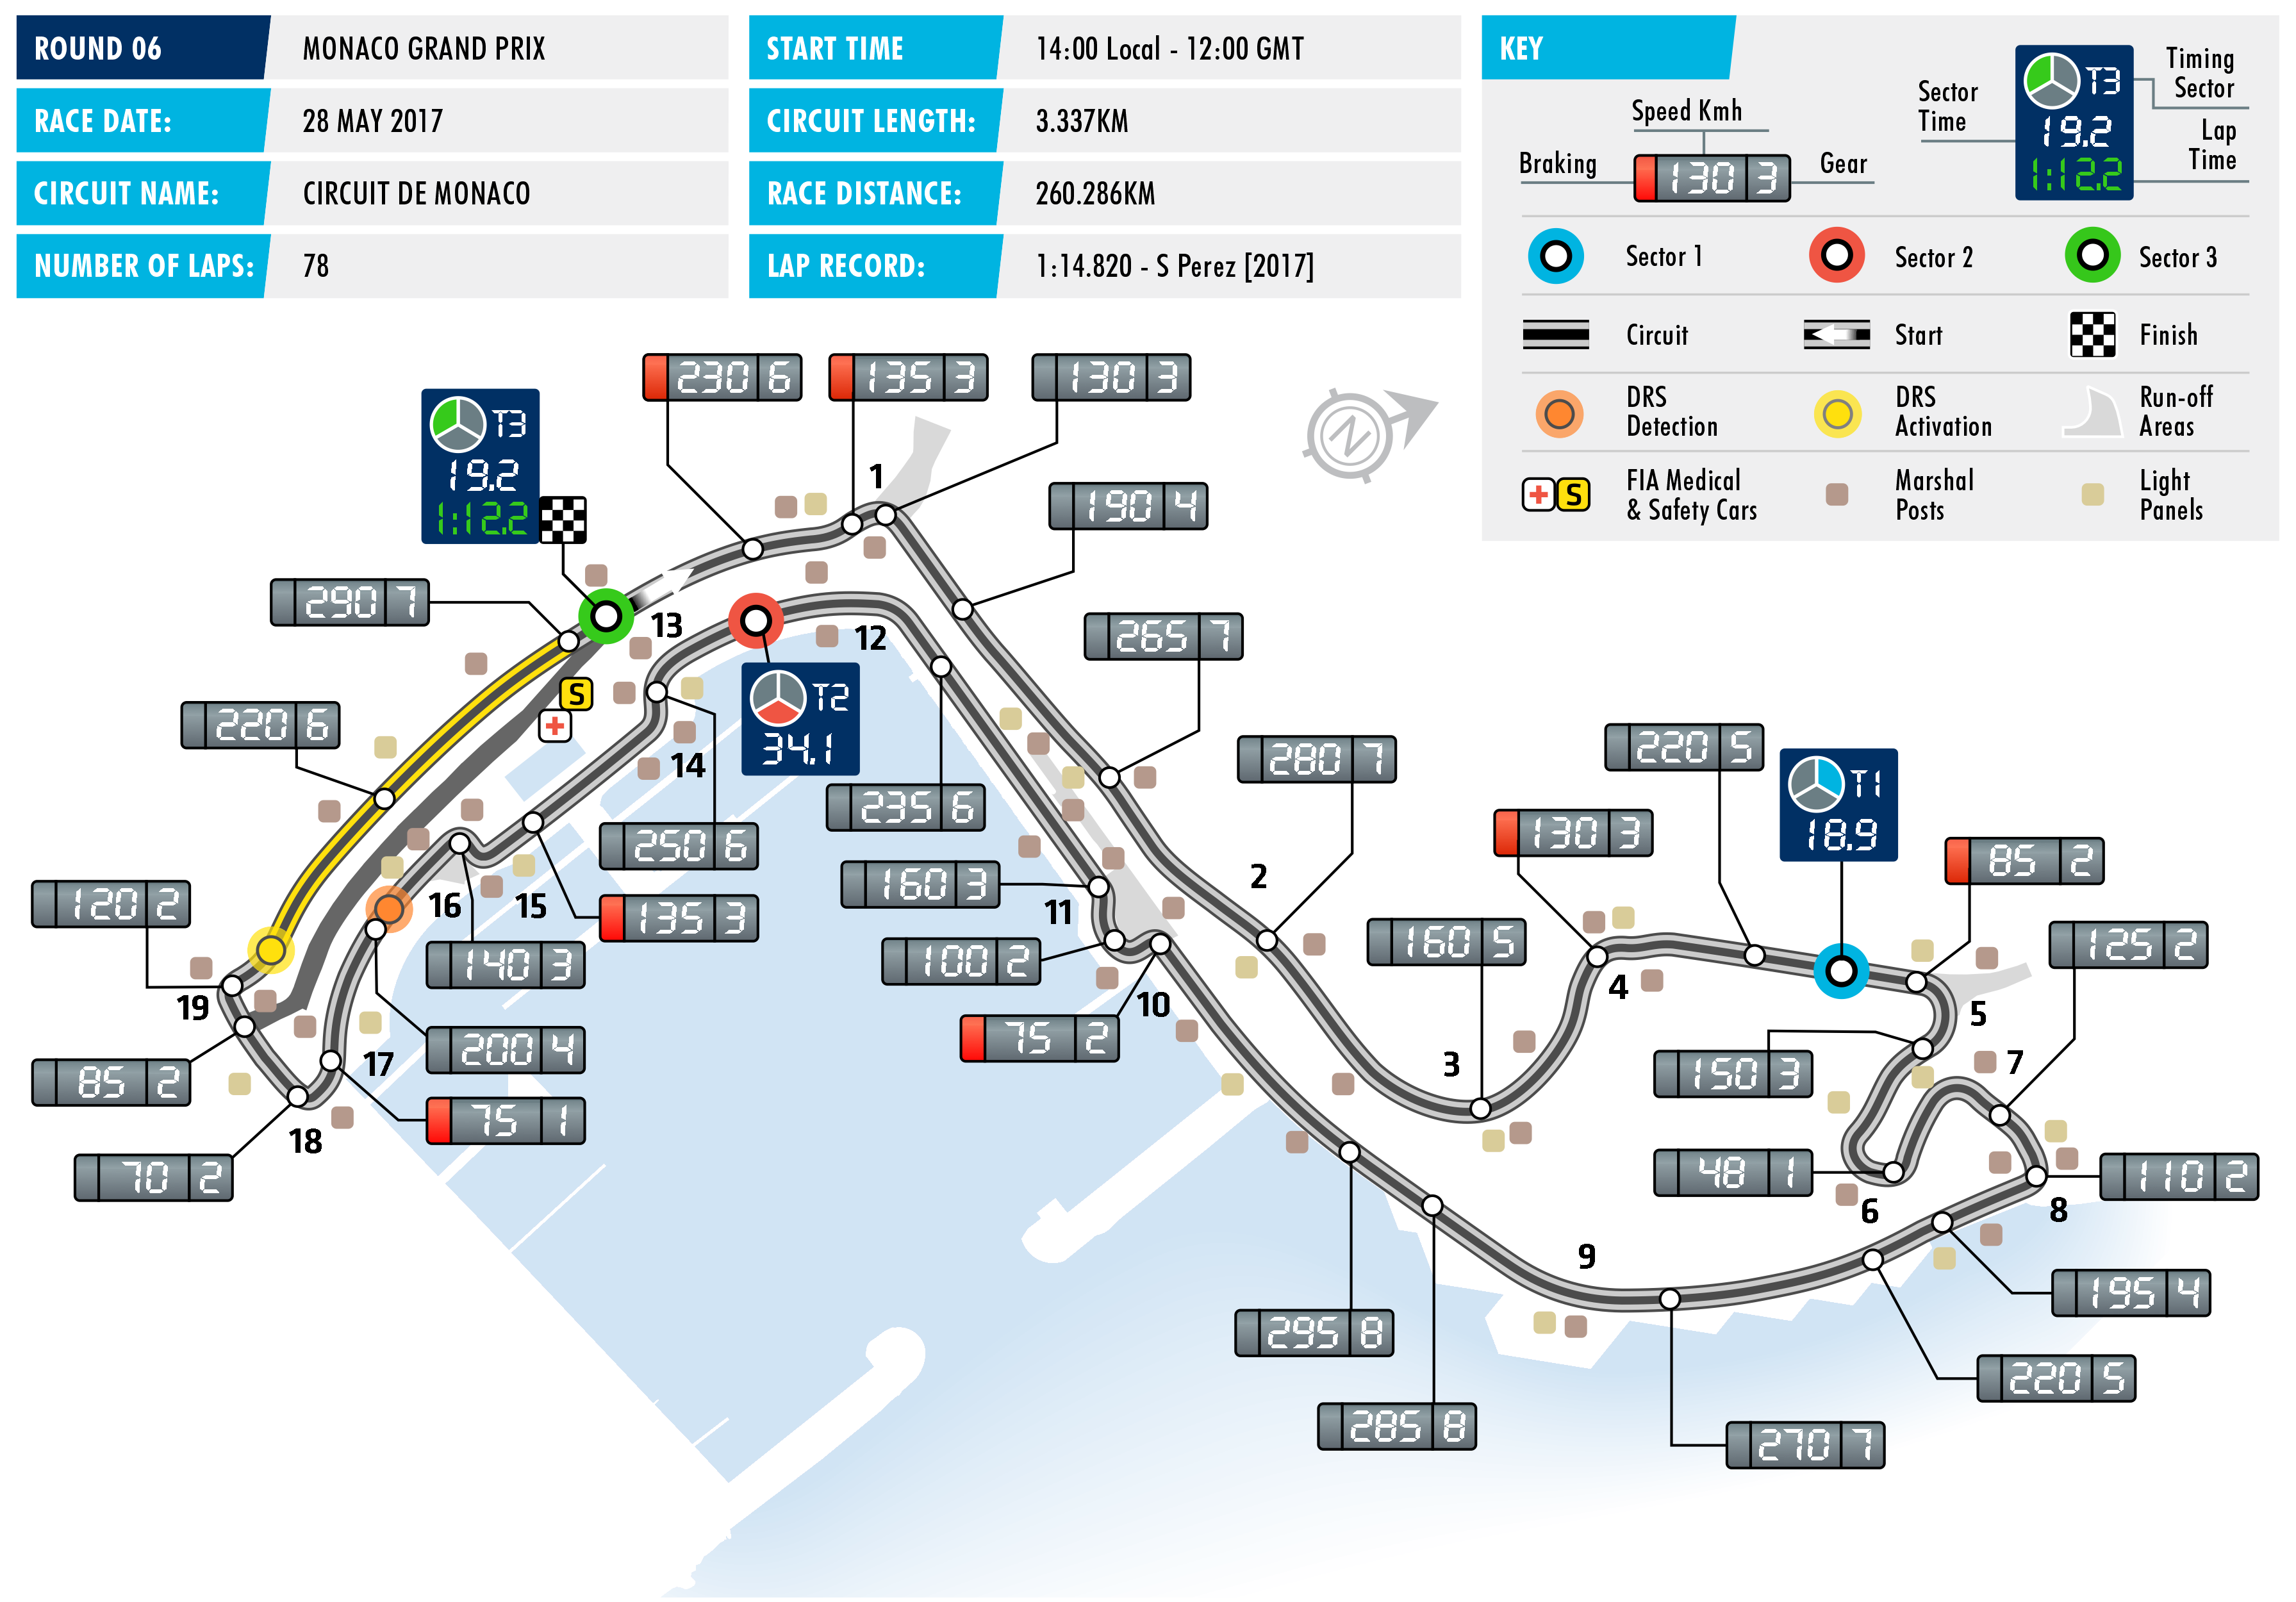 ROUND 06
MONACO GRAND PRIX
RACE DATE:
28 MAY 2017
CIRCUIT NAME:
CIRCUIT DE MONACO
NUMBER OF LAPS:
78
START TIME
14:00 Local - 12:00 GMT
CIRCUIT LENGTH:
3.337KM
RACE DISTANCE:
260.286KM
LAP RECORD:
1:14.820 - S Perez [2017]
KEY
Speed Kmh
Braking
130 3
Gear
Sector
Time
T3
19.2
1:12.2
Timing
Sector
Lap
Time
Sector 1
Sector 2
Sector 3
Circuit
Start
Finish
DRS
Detection
DRS
Activation
Run-off
Areas
S
FIA Medical
& Safety Cars
Marshal
Posts
Light
Panels
230 6
135 3
130 3
T3
19.2
1:12.2
1
N
190 4
290 7
13
12
265 7
S
T2
34.1
220 6
14
280 7
220 5
T1
18.9
235 6
250 6
130 3
85 2
160 3
2
120 2
16
15
135 3
11
160 5
125 2
140 3
100 2
4
19
10
5
200 4
75 2
17
3
7
85 2
150 3
75 1
18
70 2
48 1
110 2
6
8
9
195 4
295 8
220 5
285 8
270 7